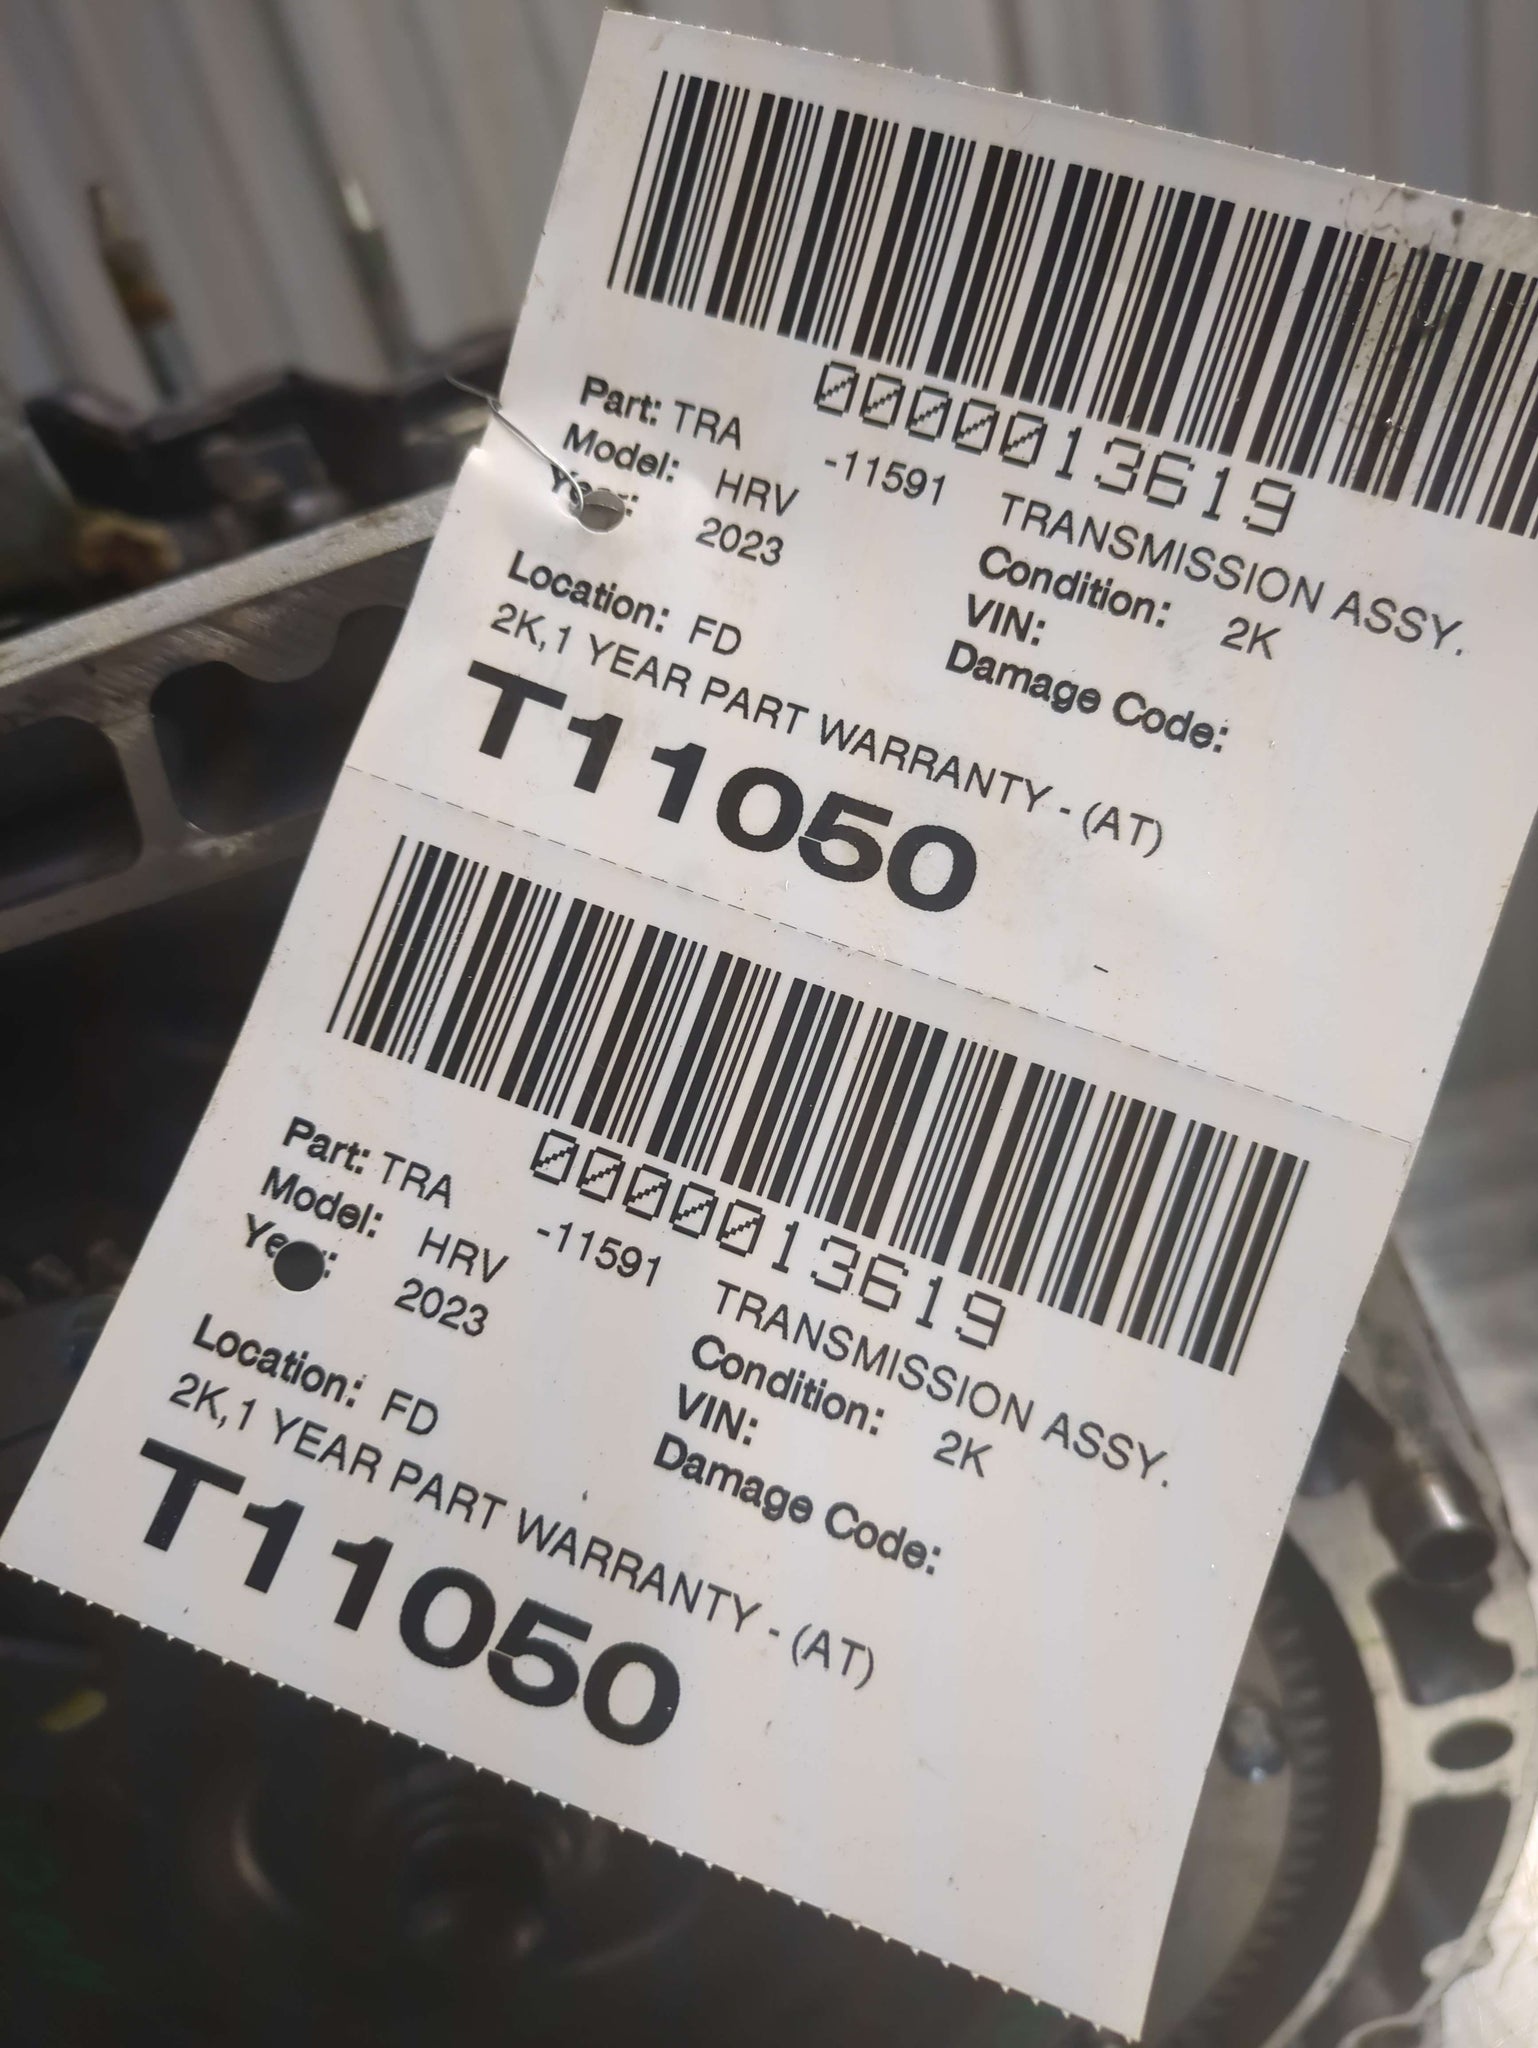 0000013619
Part: TRA -11591 TRANSMISSION ASSY.
Model: HRV Condition: 2K
Year: 2023 VIN:
Damage Code:
Location: FD
2K,1 YEAR PART WARRANTY - (AT)
T11050
0000013619
Part: TRA -11591 TRANSMISSION ASSY.
Model: HRV Condition: 2K
Year: 2023 VIN:
Damage Code:
Location: FD
2K,1 YEAR PART WARRANTY - (AT)
T11050